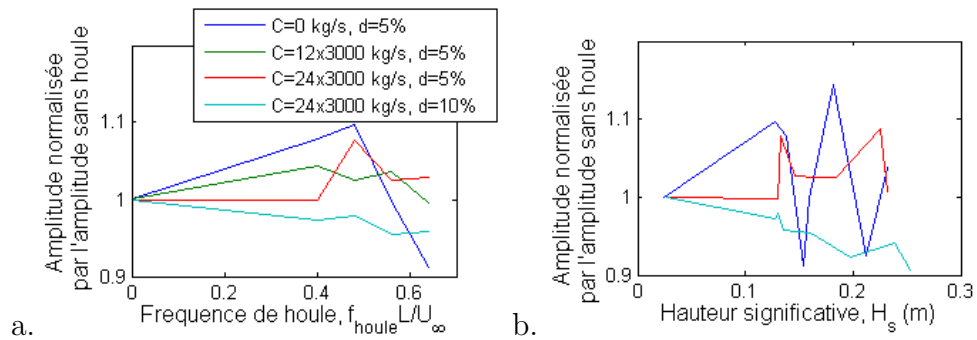 C=0 kg/s, d=5%
C=12x3000 kg/s, d=5%
C=24x3000 kg/s, d=5%
C=24x3000 kg/s, d=10%
Amplitude normalisée
par l'amplitude sans houle
1.1
1
0.9
0 0.2 0.4 0.6
Fréquence de houle, f_houle L/U_∞
a.
Amplitude normalisée
par l'amplitude sans houle
1.1
1
0.9
0 0.1 0.2 0.3
Hauteur significative, H_s (m)
b.